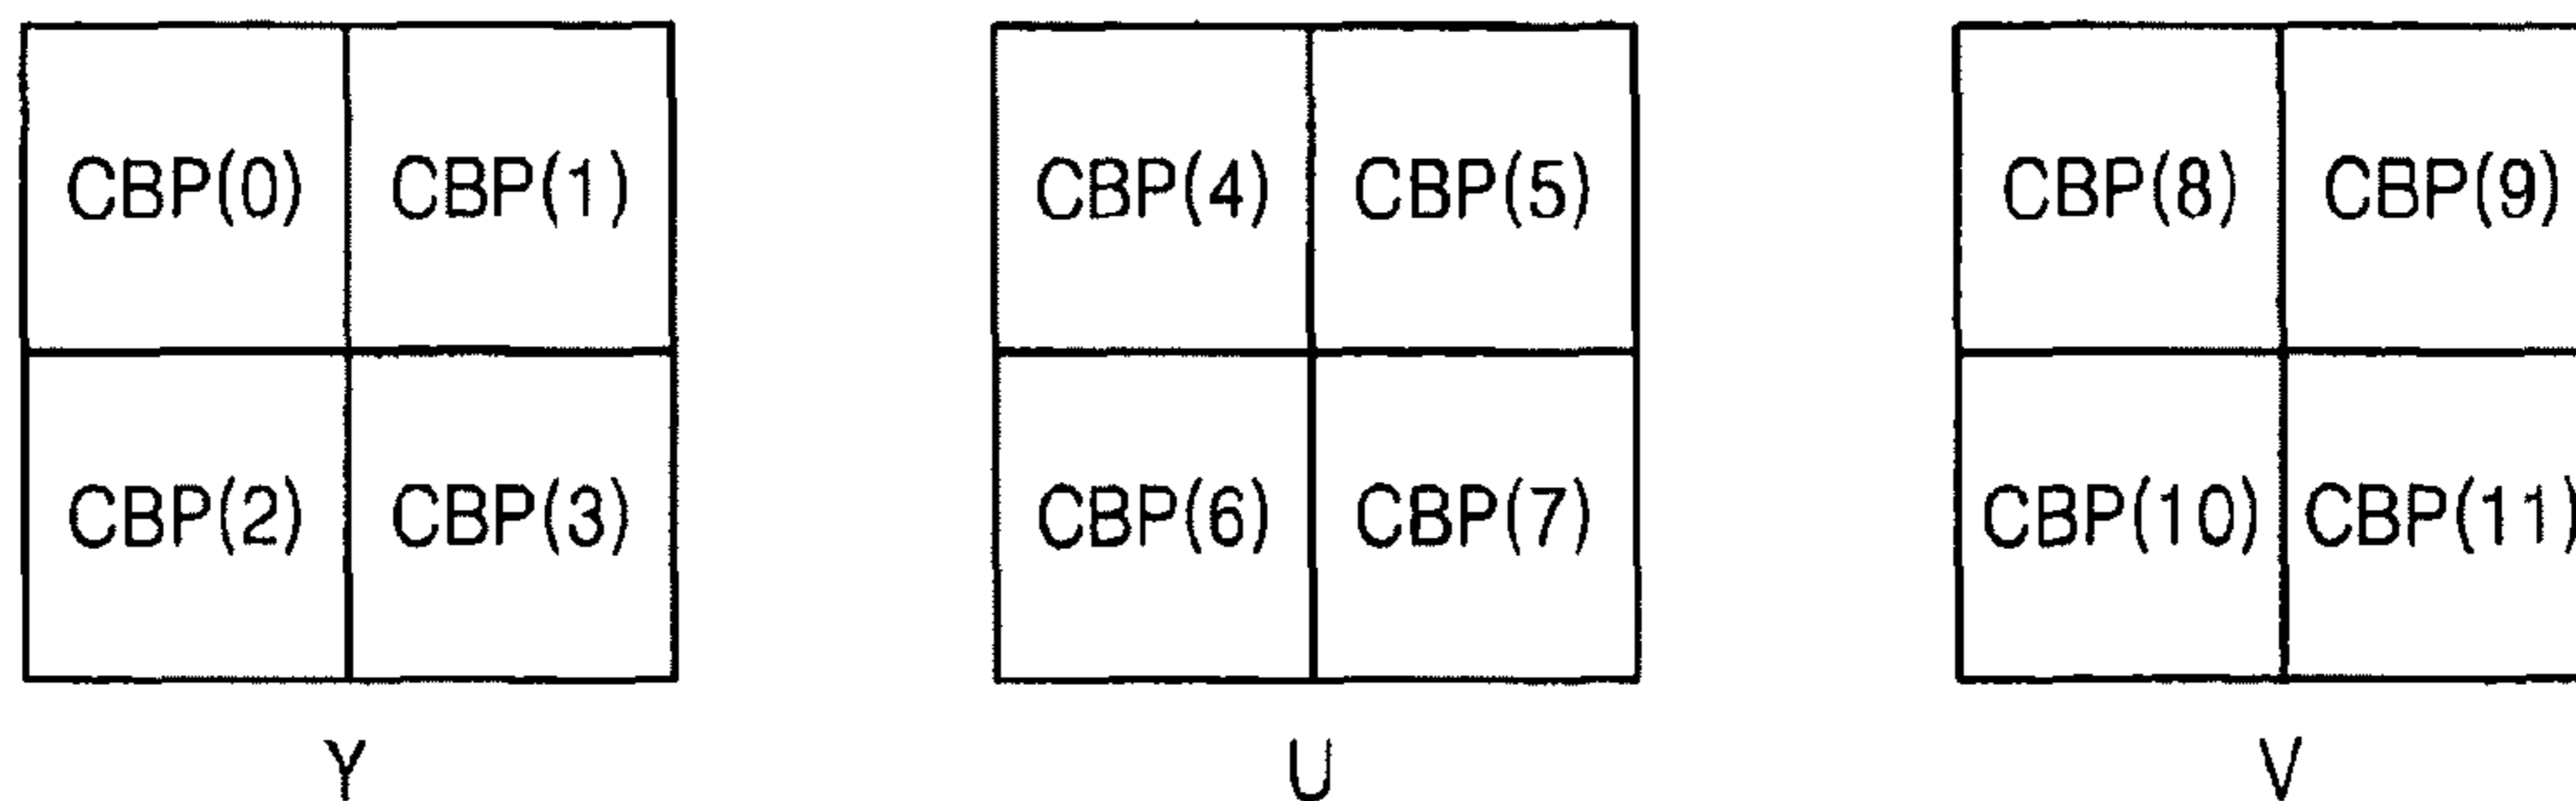 CBP(0) CBP(1) CBP(4) CBP(5) CBP(8) CBP(9)
CBP(2) CBP(3) CBP(6) CBP(7) CBP(10) CBP(11)
Y U V